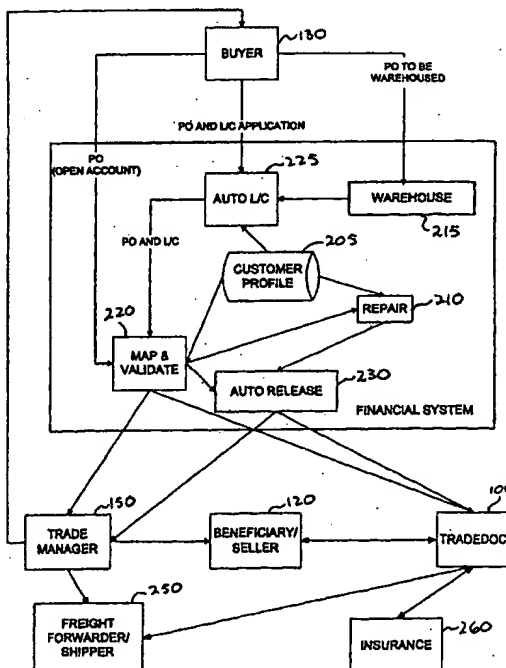 130
BUYER
PO TO BE
WAREHOUSED
PO AND L/C APPLICATION
PO
(OPEN ACCOUNT)
225
AUTO L/C
WAREHOUSE
215
PO AND L/C
205
CUSTOMER
PROFILE
220
REPAIR
210
MAP &
VALIDATE
230
AUTO RELEASE
FINANCIAL SYSTEM
150
120
TRADE
MANAGER
BENEFICIARY/
SELLER
TRADEDOC
250
FREIGHT
FORWARDER/
SHIPPER
260
INSURANCE